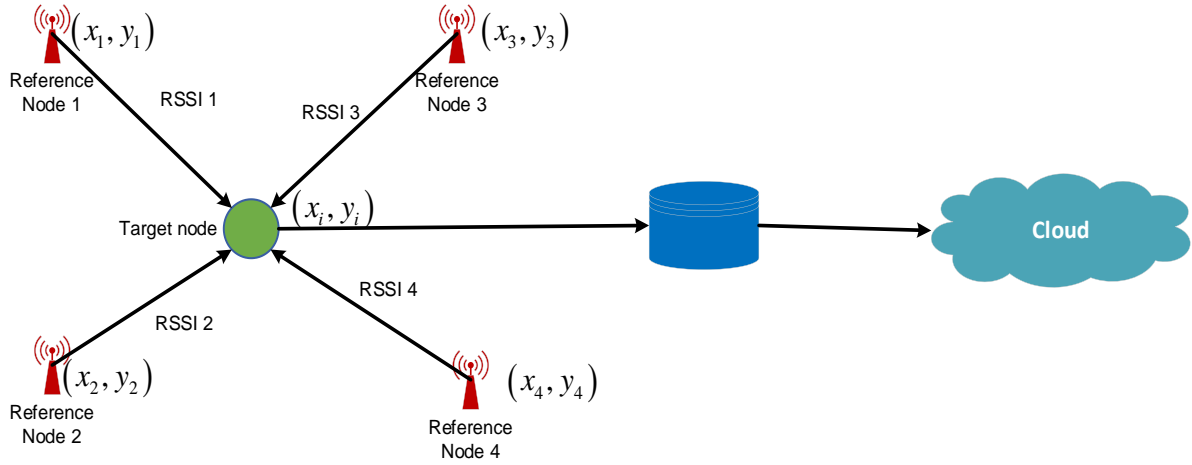 (x₁, y₁)
Reference
Node 1
RSSI 1
(x₃, y₃)
Reference
Node 3
RSSI 3
Target node
(xᵢ, yᵢ)
Cloud
RSSI 2
RSSI 4
(x₂, y₂)
Reference
Node 2
(x₄, y₄)
Reference
Node 4